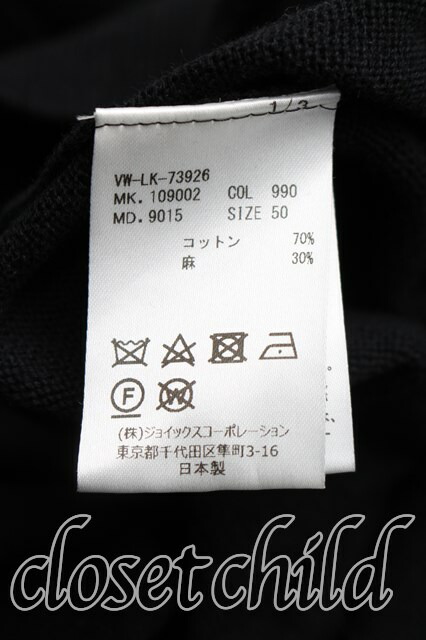 1/3
VW-LK-73926
MK. 109002 COL 990
MD. 9015 SIZE 50
コットン 70%
麻 30%
F W
(株)ジョイックスコーポレーション
東京都千代田区隼町3-16
日本製
closet child